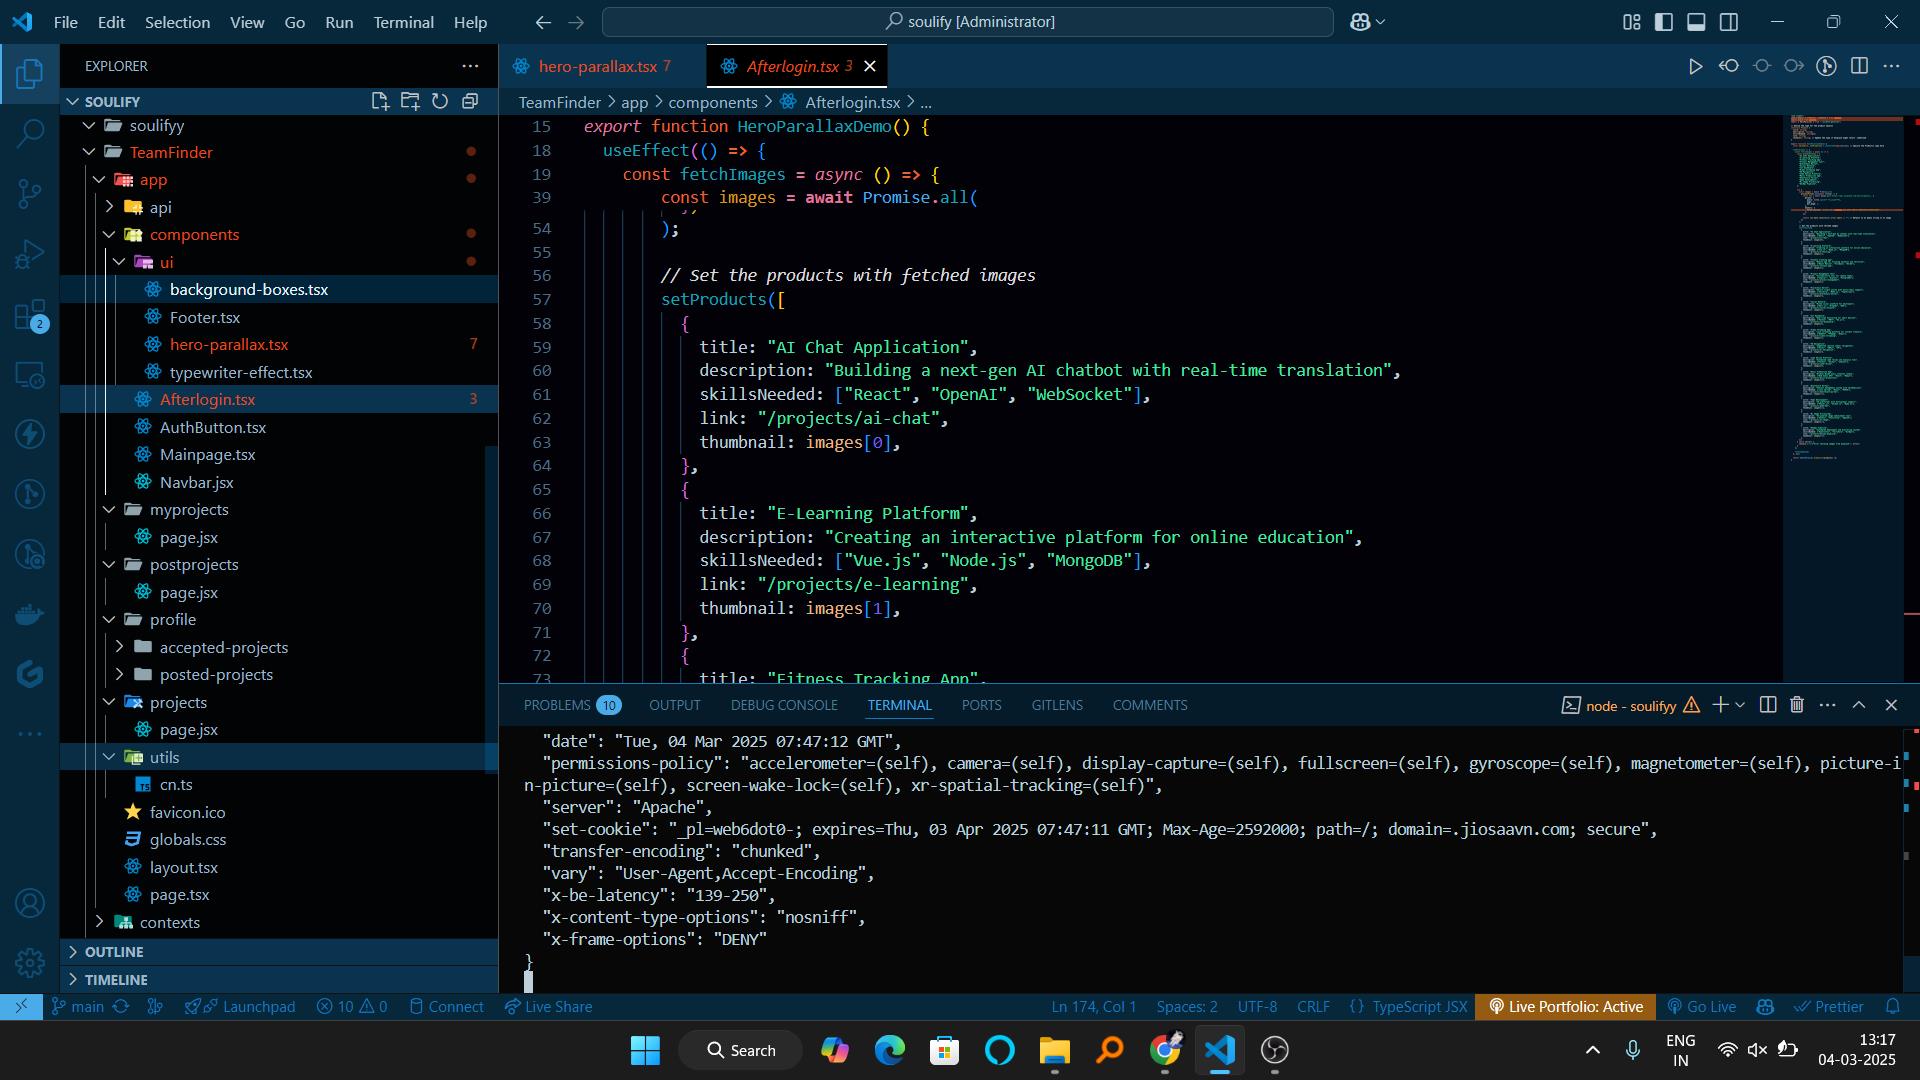 File Edit Selection View Go Run Terminal Help
soulify [Administrator]
EXPLORER
SOULIFY
soulifyy
TeamFinder
app
api
components
ui
background-boxes.tsx
Footer.tsx
hero-parallax.tsx 7
typewriter-effect.tsx
Afterlogin.tsx 3
AuthButton.tsx
Mainpage.tsx
Navbar.jsx
myprojects
page.jsx
postprojects
page.jsx
profile
accepted-projects
posted-projects
projects
page.jsx
utils
cn.ts
favicon.ico
globals.css
layout.tsx
page.tsx
contexts
OUTLINE
TIMELINE
2
hero-parallax.tsx 7
Afterlogin.tsx 3
TeamFinder > app > components > Afterlogin.tsx > ...
15 export function HeroParallaxDemo() {
18 useEffect(() => {
19 const fetchImages = async () => {
39 const images = await Promise.all(
54 );
55
56 // Set the products with fetched images
57 setProducts([
58 {
59 title: "AI Chat Application",
60 description: "Building a next-gen AI chatbot with real-time translation",
61 skillsNeeded: ["React", "OpenAI", "WebSocket"],
62 link: "/projects/ai-chat",
63 thumbnail: images[0],
64 },
65 {
66 title: "E-Learning Platform",
67 description: "Creating an interactive platform for online education",
68 skillsNeeded: ["Vue.js", "Node.js", "MongoDB"],
69 link: "/projects/e-learning",
70 thumbnail: images[1],
71 },
72 {
73 title: "Fitness Tracking App",
PROBLEMS 10 OUTPUT DEBUG CONSOLE TERMINAL PORTS GITLENS COMMENTS
node - soulifyy
"date": "Tue, 04 Mar 2025 07:47:12 GMT",
"permissions-policy": "accelerometer=(self), camera=(self), display-capture=(self), fullscreen=(self), gyroscope=(self), magnetometer=(self), picture-i
n-picture=(self), screen-wake-lock=(self), xr-spatial-tracking=(self)",
"server": "Apache",
"set-cookie": "_pl=web6dot0-; expires=Thu, 03 Apr 2025 07:47:11 GMT; Max-Age=2592000; path=/; domain=.jiosaavn.com; secure",
"transfer-encoding": "chunked",
"vary": "User-Agent,Accept-Encoding",
"x-be-latency": "139-250",
"x-content-type-options": "nosniff",
"x-frame-options": "DENY"
}
main Launchpad 10 0 Connect Live Share
Ln 174, Col 1 Spaces: 2 UTF-8 CRLF {} TypeScript JSX Live Portfolio: Active Go Live Prettier
Search
ENG
IN
13:17
04-03-2025